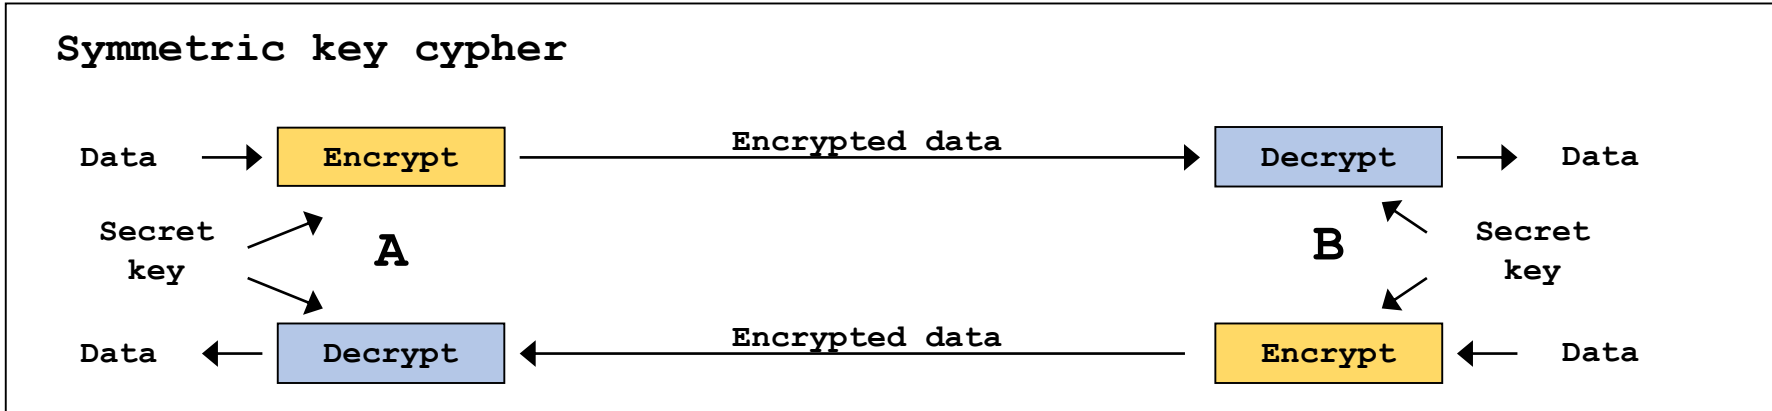 Symmetric key cypher
Data
Encrypt
Encrypted data
Decrypt
Data
Secret
key
A
B
Secret
key
Data
Decrypt
Encrypted data
Encrypt
Data